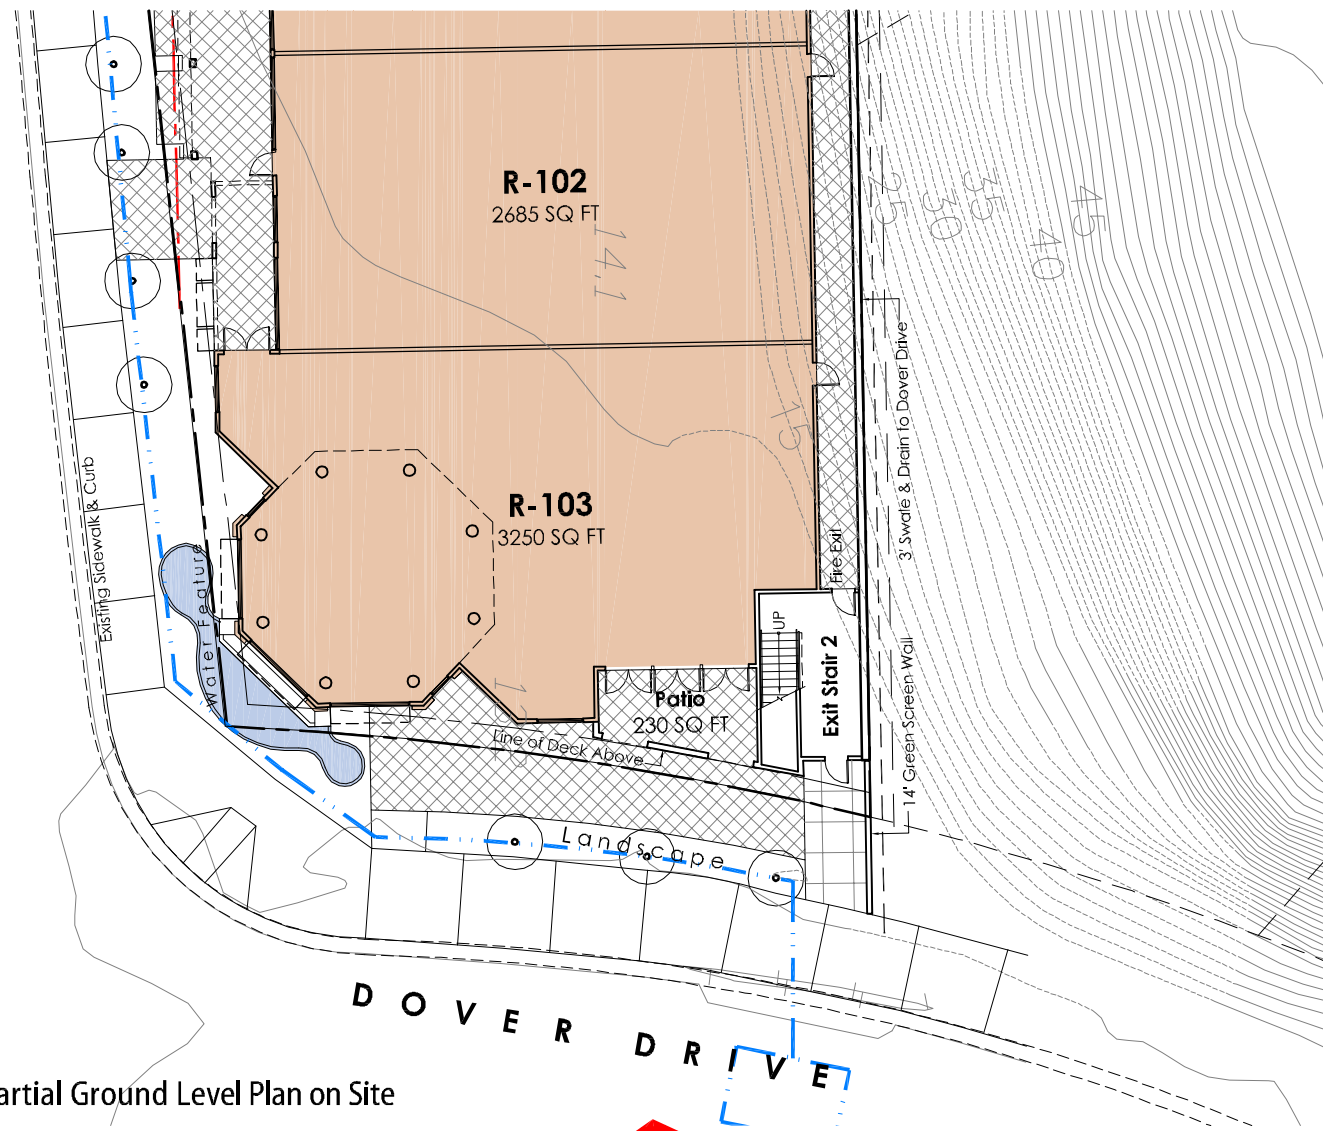 R-102
2685 SQ FT
14.1
25
30
35
40
45
3' Swale & Drain to Dover Drive
15
R-103
3250 SQ FT
Existing Sidewalk & Curb
Water Feature
Fire Exit
UP
Exit Stair 2
14' Green Screen Wall
Patio
230 SQ FT
Line of Deck Above
Landscape
DOVER DRIVE
artial Ground Level Plan on Site